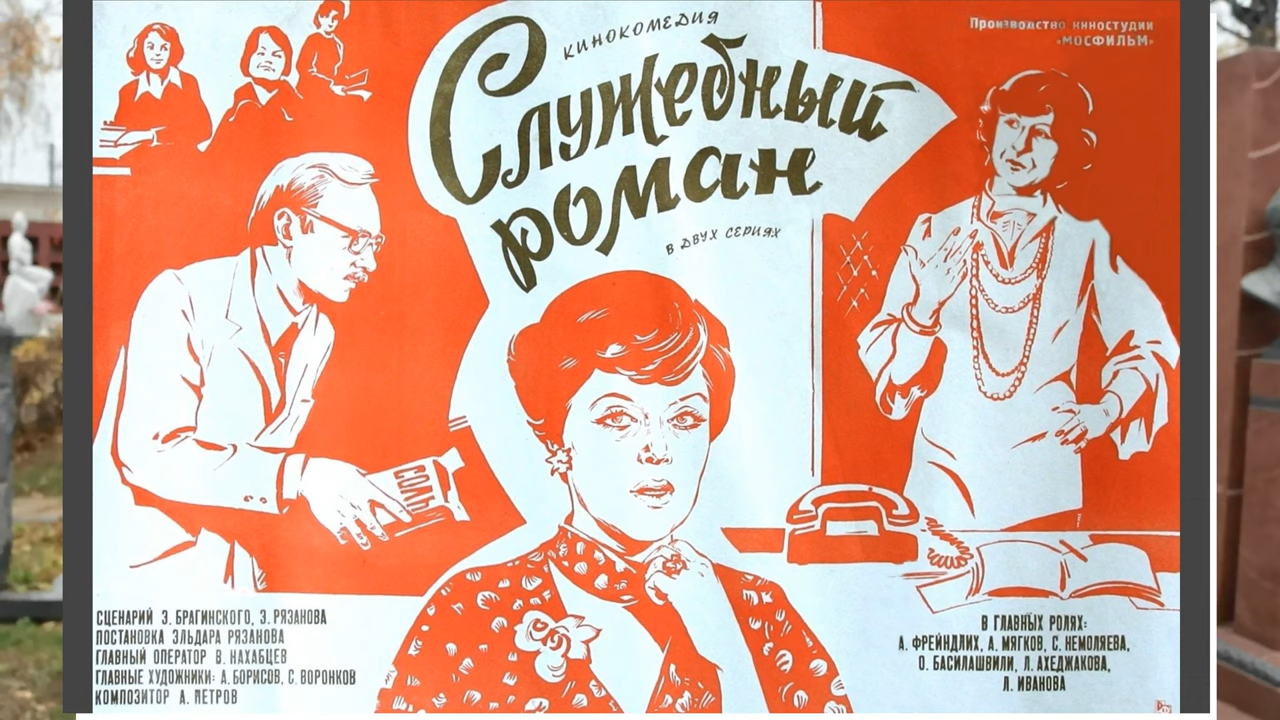 Производство киностудии
«МОСФИЛЬМ»
КИНОКОМЕДИЯ
Служебный
роман
В ДВУХ СЕРИЯХ
СОЛЬ
СЦЕНАРИЙ Э. БРАГИНСКОГО, Э. РЯЗАНОВА
ПОСТАНОВКА ЭЛЬДАРА РЯЗАНОВА
ГЛАВНЫЙ ОПЕРАТОР В. НАХАБЦЕВ
ГЛАВНЫЕ ХУДОЖНИКИ: А. БОРИСОВ, С. ВОРОНКОВ
КОМПОЗИТОР А. ПЕТРОВ
В ГЛАВНЫХ РОЛЯХ:
А. ФРЕЙНДЛИХ, А. МЯГКОВ, С. НЕМОЛЯЕВА,
О. БАСИЛАШВИЛИ, Л. АХЕДЖАКОВА,
Л. ИВАНОВА